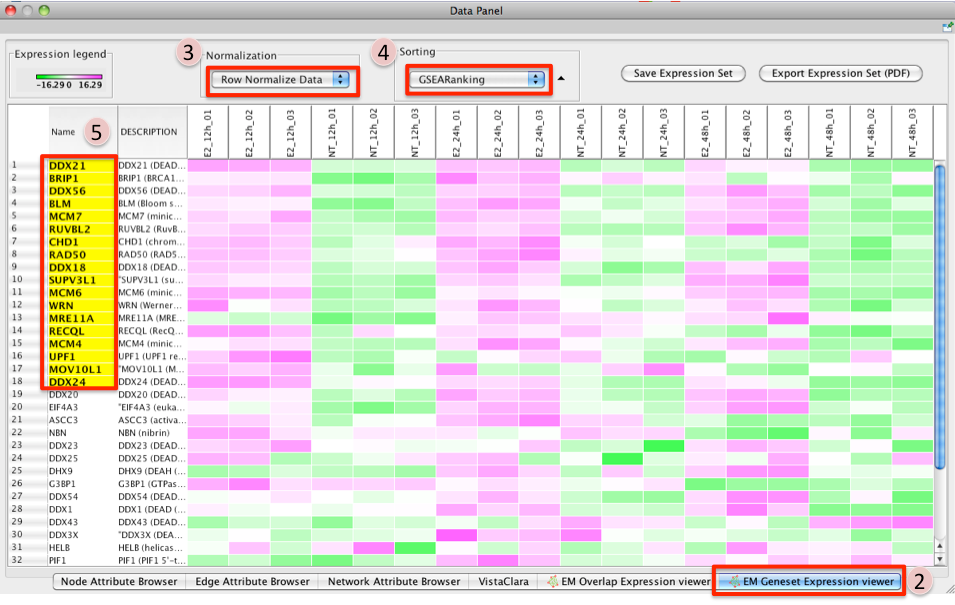 Data Panel
Expression legend
-16.29 0 16.29
3
Normalization
Row Normalize Data
4
Sorting
GSEARanking
Save Expression Set
Export Expression Set (PDF)
Name
5
DESCRIPTION
E2_12h_01
E2_12h_02
E2_12h_03
NT_12h_01
NT_12h_02
NT_12h_03
E2_24h_01
E2_24h_02
E2_24h_03
NT_24h_01
NT_24h_02
NT_24h_03
E2_48h_01
E2_48h_02
E2_48h_03
NT_48h_01
NT_48h_02
NT_48h_03
1 DDX21 DDX21 (DEAD...
2 BRIP1 BRIP1 (BRCA1...
3 DDX56 DDX56 (DEAD...
4 BLM BLM (Bloom s...
5 MCM7 MCM7 (minic...
6 RUVBL2 RUVBL2 (RuvB...
7 CHD1 CHD1 (chrom...
8 RAD50 RAD50 (RAD5...
9 DDX18 DDX18 (DEAD...
10 SUPV3L1 "SUPV3L1 (su...
11 MCM6 MCM6 (minic...
12 WRN WRN (Werner...
13 MRE11A MRE11A (MRE...
14 RECQL RECQL (RecQ...
15 MCM4 MCM4 (minic...
16 UPF1 UPF1 (UPF1 re...
17 MOV10L1 "MOV10L1 (M...
18 DDX24 DDX24 (DEAD...
19 DDX20 DDX20 (DEAD...
20 EIF4A3 "EIF4A3 (euka...
21 ASCC3 ASCC3 (activa...
22 NBN NBN (nibrin)
23 DDX23 DDX23 (DEAD...
24 DDX25 DDX25 (DEAD...
25 DHX9 DHX9 (DEAH (...
26 G3BP1 G3BP1 (GTPas...
27 DDX54 DDX54 (DEAD...
28 DDX1 DDX1 (DEAD (...
29 DDX43 DDX43 (DEAD...
30 DDX3X "DDX3X (DEA...
31 HELB HELB (helicas...
32 PIF1 PIF1 (PIF1 5'-t...
Node Attribute Browser
Edge Attribute Browser
Network Attribute Browser
VistaClara
EM Overlap Expression viewer
EM Geneset Expression viewer
2